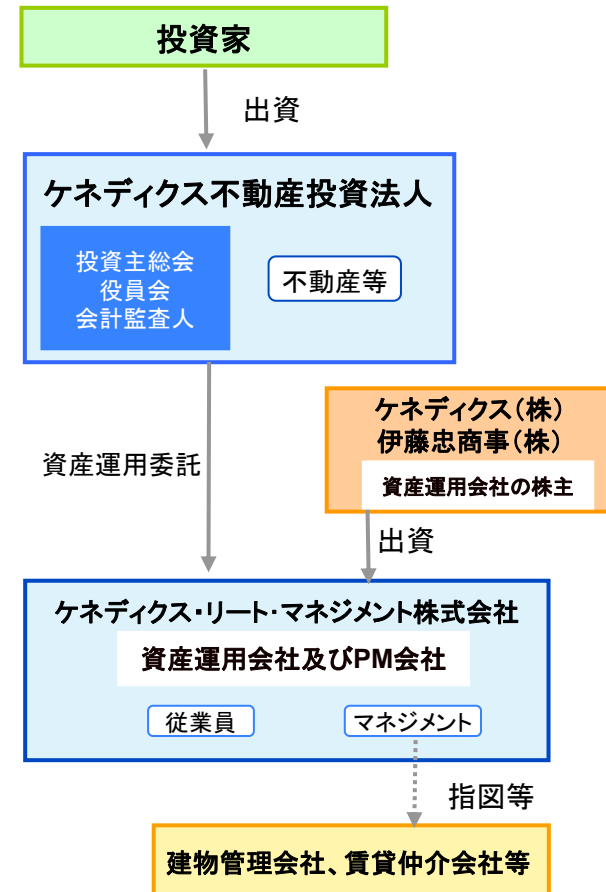 投資家
出資
ケネディクス不動産投資法人
投資主総会
役員会
会計監査人
不動産等
資産運用委託
ケネディクス（株）
伊藤忠商事（株）
資産運用会社の株主
出資
ケネディクス・リート・マネジメント株式会社
資産運用会社及びPM会社
従業員
マネジメント
指図等
建物管理会社、賃貸仲介会社等